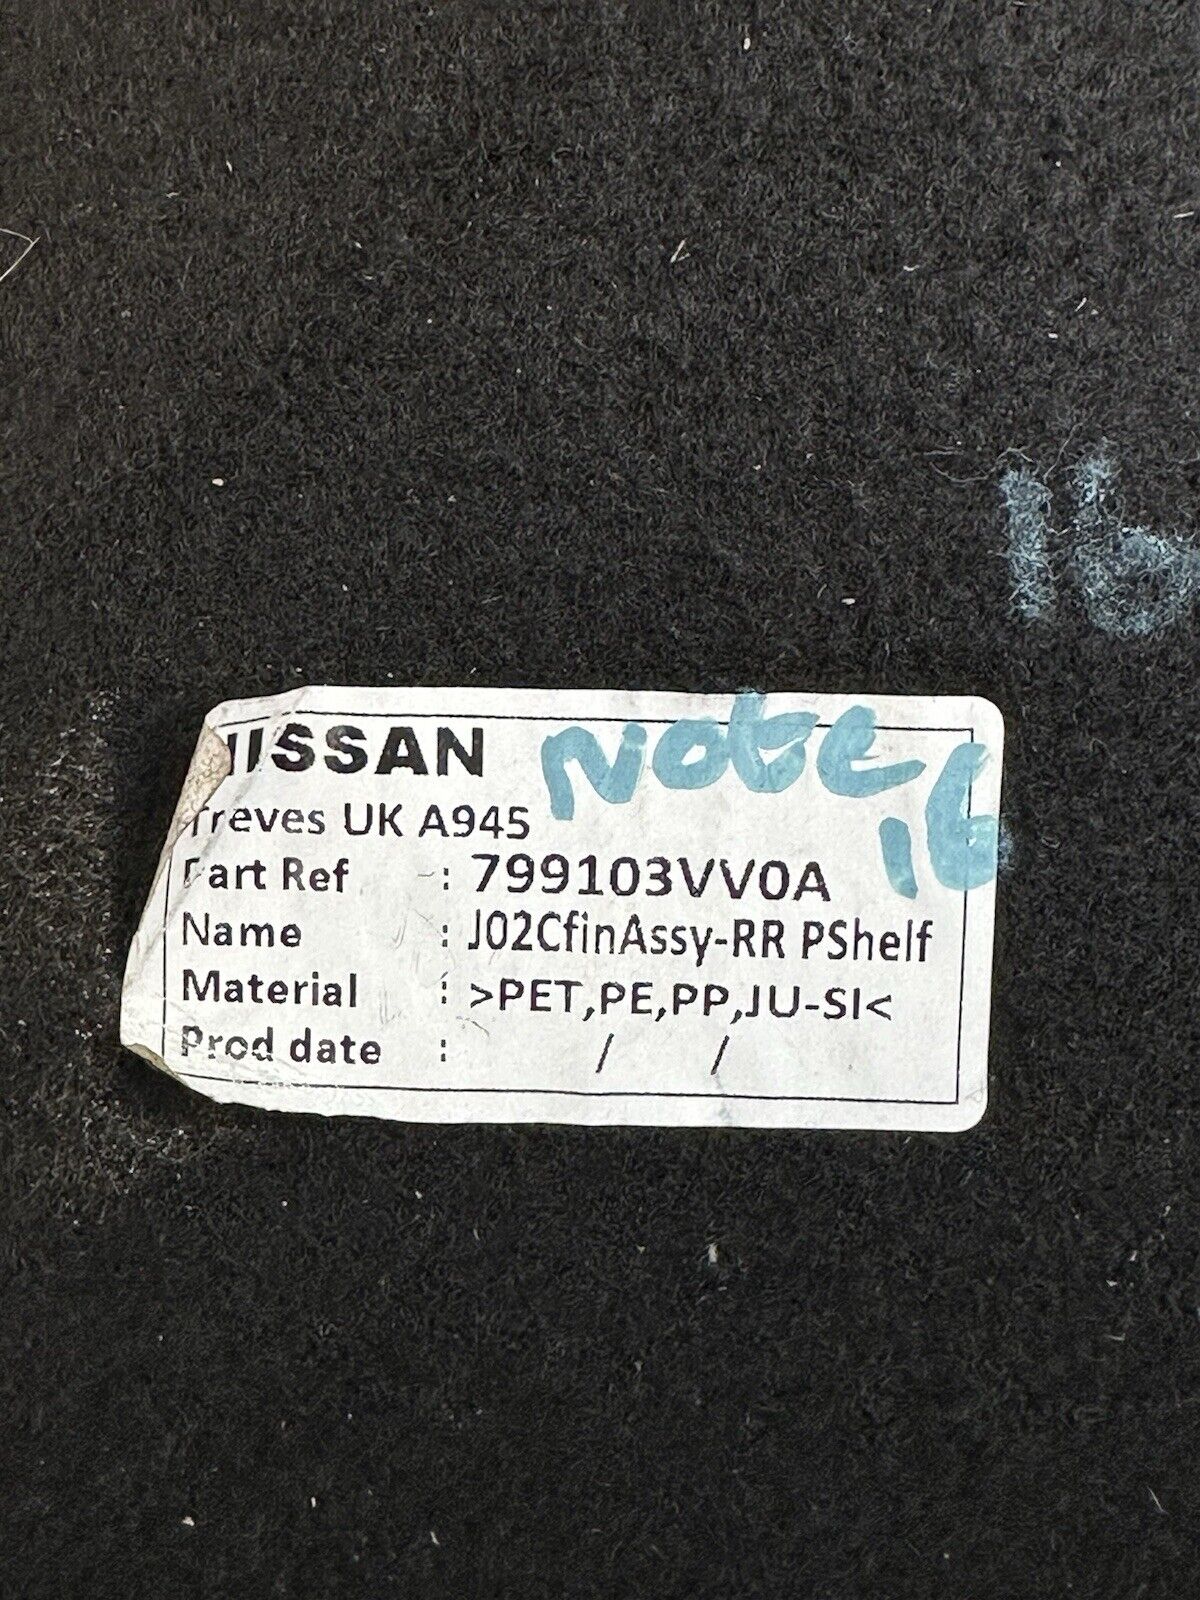 16
NISSAN Note
16
Treves UK A945
Part Ref : 799103VV0A
Name : J02CfinAssy-RR PShelf
Material : >PET,PE,PP,JU-SI<
Prod date : / /